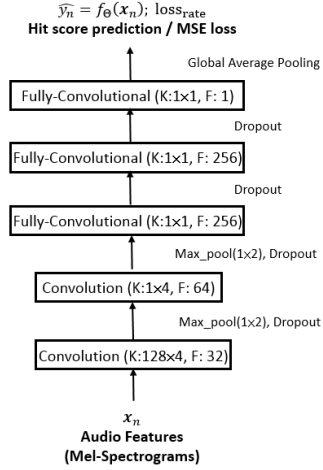 ŷₙ = f_Θ(𝒙ₙ); loss_rate
Hit score prediction / MSE loss
Global Average Pooling
Fully-Convolutional (K:1×1, F: 1)
Dropout
Fully-Convolutional (K:1×1, F: 256)
Dropout
Fully-Convolutional (K:1×1, F: 256)
Max_pool(1×2), Dropout
Convolution (K:1×4, F: 64)
Max_pool(1×2), Dropout
Convolution (K:128×4, F: 32)
𝒙ₙ
Audio Features
(Mel-Spectrograms)